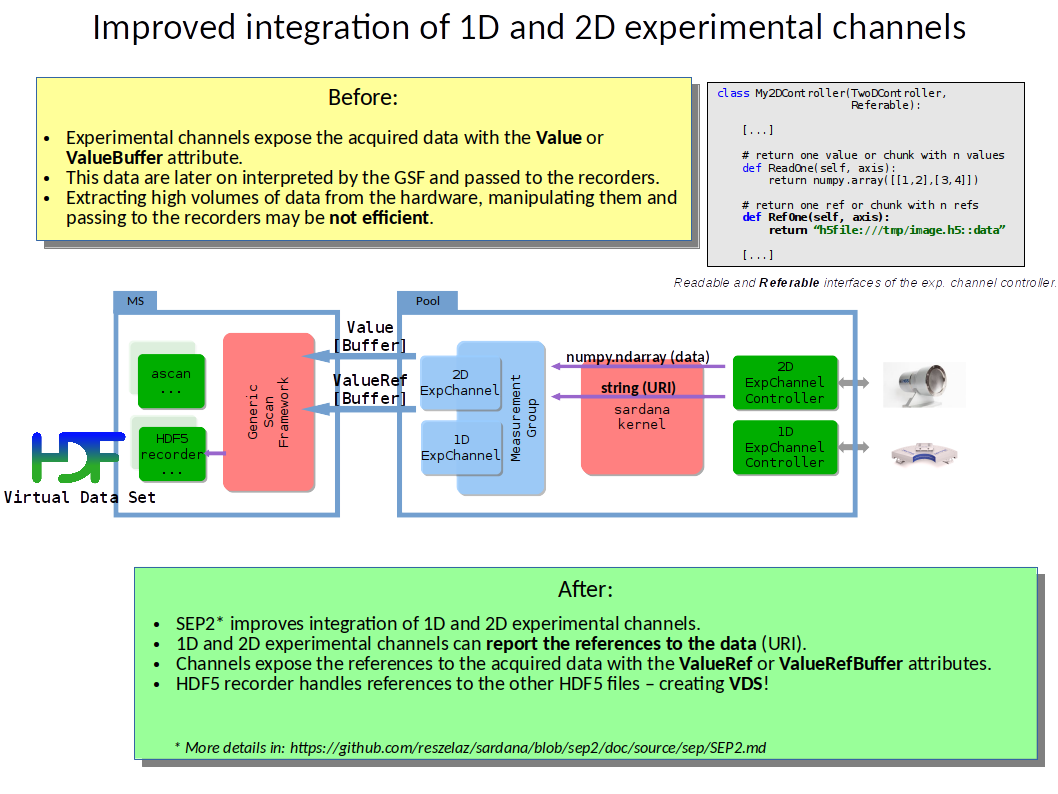 Improved integration of 1D and 2D experimental channels
Before:
• Experimental channels expose the acquired data with the Value or
ValueBuffer attribute.
• This data are later on interpreted by the GSF and passed to the recorders.
• Extracting high volumes of data from the hardware, manipulating them and
passing to the recorders may be not efficient.
class My2DController(TwoDController,
Referable):
[...]
# return one value or chunk with n values
def ReadOne(self, axis):
return numpy.array([[1,2],[3,4]])
# return one ref or chunk with n refs
def RefOne(self, axis):
return “h5file:///tmp/image.h5::data”
[...]
Readable and Referable interfaces of the exp. channel controller.
MS
ascan
...
HDF5
recorder
...
HDF
Virtual Data Set
Generic
Scan
Framework
Value
[Buffer]
ValueRef
[Buffer]
Pool
2D
ExpChannel
1D
ExpChannel
Measurement
Group
numpy.ndarray (data)
string (URI)
sardana
kernel
2D
ExpChannel
Controller
1D
ExpChannel
Controller
After:
• SEP2* improves integration of 1D and 2D experimental channels.
• 1D and 2D experimental channels can report the references to the data (URI).
• Channels expose the references to the acquired data with the ValueRef or ValueRefBuffer attributes.
• HDF5 recorder handles references to the other HDF5 files – creating VDS!
* More details in: https://github.com/reszelaz/sardana/blob/sep2/doc/source/sep/SEP2.md